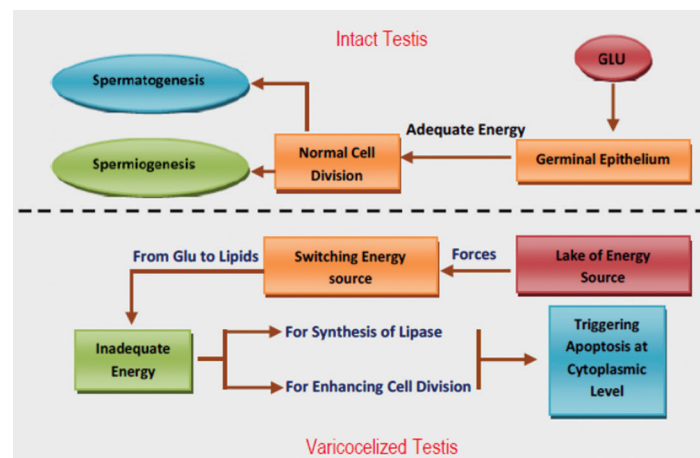 Intact Testis
GLU
Spermatogenesis
Adequate Energy
Normal Cell
Division
Germinal Epithelium
Spermiogenesis
From Glu to Lipids
Switching Energy
source
Forces
Lake of Energy
Source
Inadequate
Energy
For Synthesis of Lipase
For Enhancing Cell Division
Triggering
Apoptosis at
Cytoplasmic
Level
Varicocelized Testis